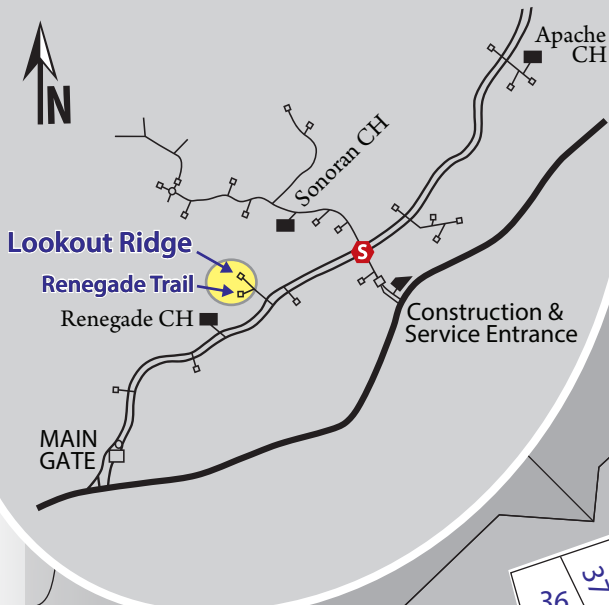 Apache
CH
N
Sonoran CH
S
Lookout Ridge
Renegade Trail
Renegade CH
Construction &
Service Entrance
MAIN
GATE
37
36